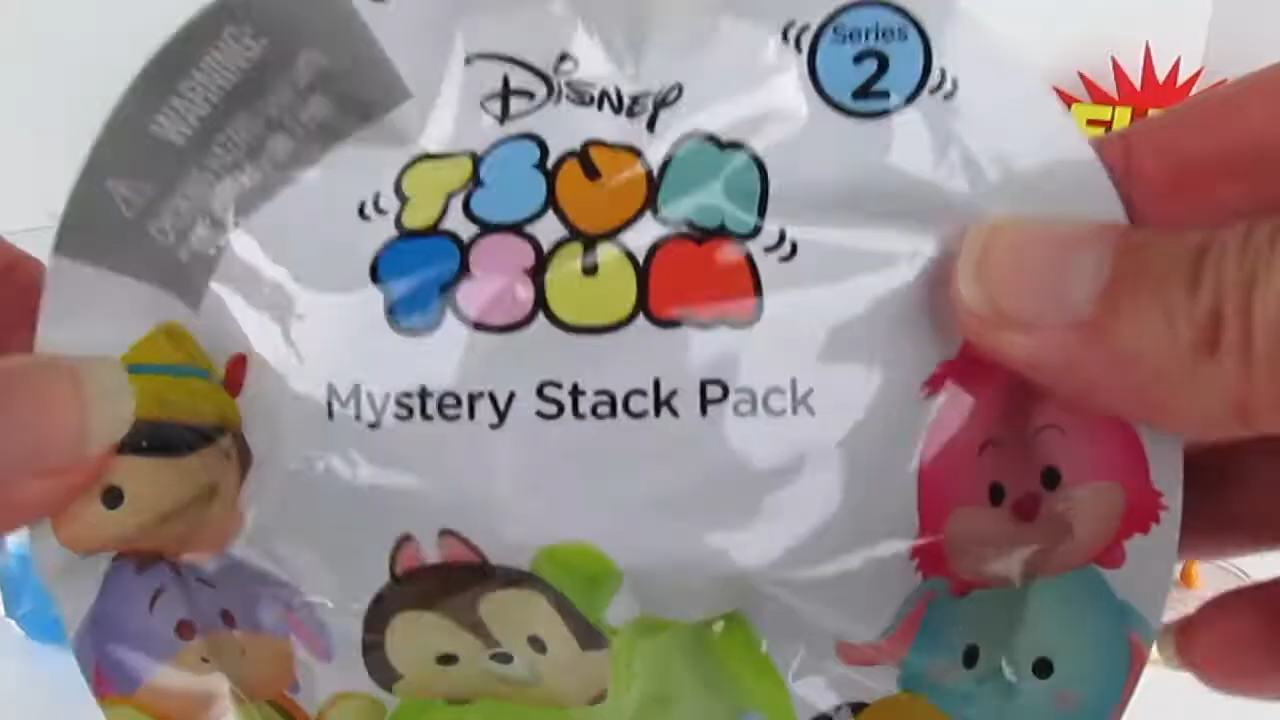 WARNING:
Series
2
Disney
TSUM
TSUM
Mystery Stack Pack